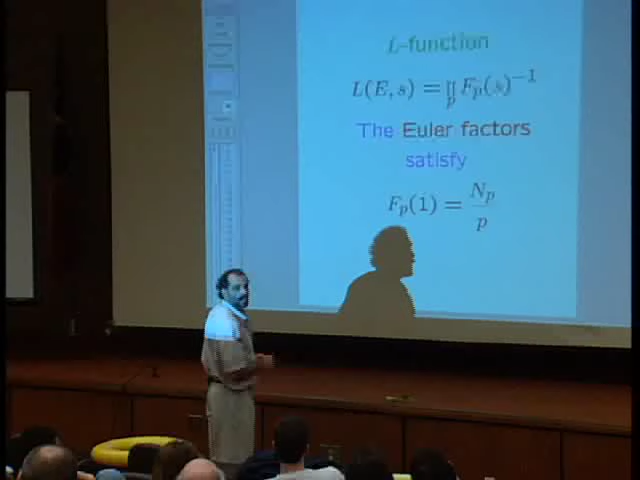 L-function
L(E, s) = ∏_p F_p(s)^{-1}
The Euler factors
satisfy
F_p(1) = N_p / p